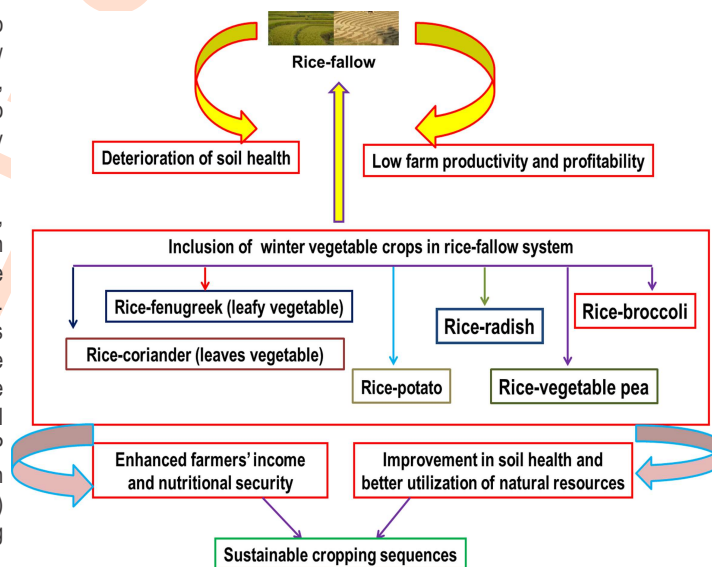 Rice-fallow
Deterioration of soil health
Low farm productivity and profitability
Inclusion of winter vegetable crops in rice-fallow system
Rice-fenugreek (leafy vegetable)
Rice-radish
Rice-broccoli
Rice-coriander (leaves vegetable)
Rice-potato
Rice-vegetable pea
Enhanced farmers' income
and nutritional security
Improvement in soil health and
better utilization of natural resources
Sustainable cropping sequences